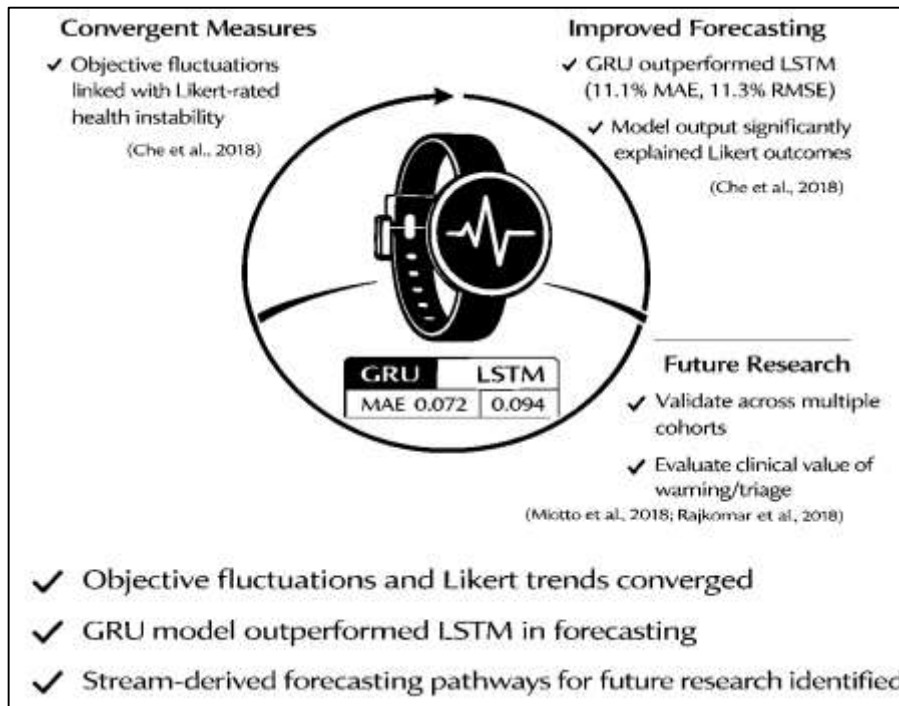 Convergent Measures
✓ Objective fluctuations
linked with Likert-rated
health instability
(Che et al., 2018)
Improved Forecasting
✓ GRU outperformed LSTM
(11.1% MAE, 11.3% RMSE)
✓ Model output significantly
explained Likert outcomes
(Che et al., 2018)
GRU LSTM
MAE 0.072 0.094
Future Research
✓ Validate across multiple
cohorts
✓ Evaluate clinical value of
warning/triage
(Miotto et al., 2018; Rajkomar et al., 2018)
✓ Objective fluctuations and Likert trends converged
✓ GRU model outperformed LSTM in forecasting
✓ Stream-derived forecasting pathways for future research identified